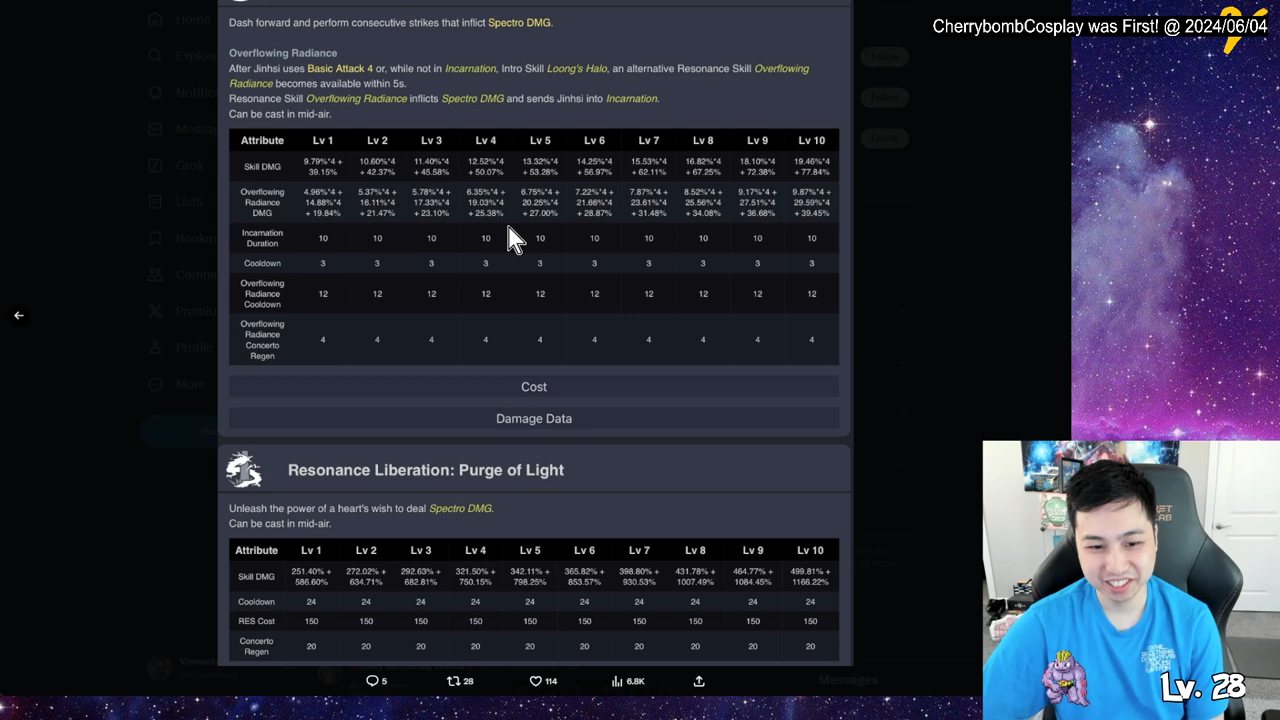 CherrybombCosplay was First! @ 2024/06/04
Dash forward and perform consecutive strikes that inflict Spectro DMG.
Overflowing Radiance
After Jinhsi uses Basic Attack 4 or, while not in Incarnation, Intro Skill Loong's Halo, an alternative Resonance Skill Overflowing
Radiance becomes available within 5s.
Resonance Skill Overflowing Radiance inflicts Spectro DMG and sends Jinhsi into Incarnation.
Can be cast in mid-air.
Attribute Lv 1 Lv 2 Lv 3 Lv 4 Lv 5 Lv 6 Lv 7 Lv 8 Lv 9 Lv 10
Skill DMG 9.79%*4 + 39.15% 10.60%*4 + 42.37% 11.40%*4 + 45.58% 12.52%*4 + 50.07% 13.32%*4 + 53.28% 14.25%*4 + 56.97% 15.53%*4 + 62.11% 16.82%*4 + 67.25% 18.10%*4 + 72.38% 19.46%*4 + 77.84%
Overflowing Radiance DMG 4.96%*4 + 14.88%*4 + 19.84% 5.37%*4 + 16.11%*4 + 21.47% 5.78%*4 + 17.33%*4 + 23.10% 6.35%*4 + 19.03%*4 + 25.38% 6.75%*4 + 20.25%*4 + 27.00% 7.22%*4 + 21.66%*4 + 28.87% 7.87%*4 + 23.61%*4 + 31.48% 8.52%*4 + 25.56%*4 + 34.08% 9.17%*4 + 27.51%*4 + 36.68% 9.87%*4 + 29.59%*4 + 39.45%
Incarnation Duration 10 10 10 10 10 10 10 10 10 10
Cooldown 3 3 3 3 3 3 3 3 3 3
Overflowing Radiance Cooldown 12 12 12 12 12 12 12 12 12 12
Overflowing Radiance Concerto Regen 4 4 4 4 4 4 4 4 4 4
Cost
Damage Data
Resonance Liberation: Purge of Light
Unleash the power of a heart's wish to deal Spectro DMG.
Can be cast in mid-air.
Attribute Lv 1 Lv 2 Lv 3 Lv 4 Lv 5 Lv 6 Lv 7 Lv 8 Lv 9 Lv 10
Skill DMG 251.40% + 586.60% 272.02% + 634.71% 292.63% + 682.81% 321.50% + 750.15% 342.11% + 798.25% 365.82% + 853.57% 398.80% + 930.53% 431.78% + 1007.49% 464.77% + 1084.45% 499.81% + 1166.22%
Cooldown 24 24 24 24 24 24 24 24 24 24
RES Cost 150 150 150 150 150 150 150 150 150 150
Concerto Regen 20 20 20 20 20 20 20 20 20 20
5 28 114 6.8K
Home
Grok
Lists
Premium
More
Follow
Follow
Follow
Messages
Lv. 28